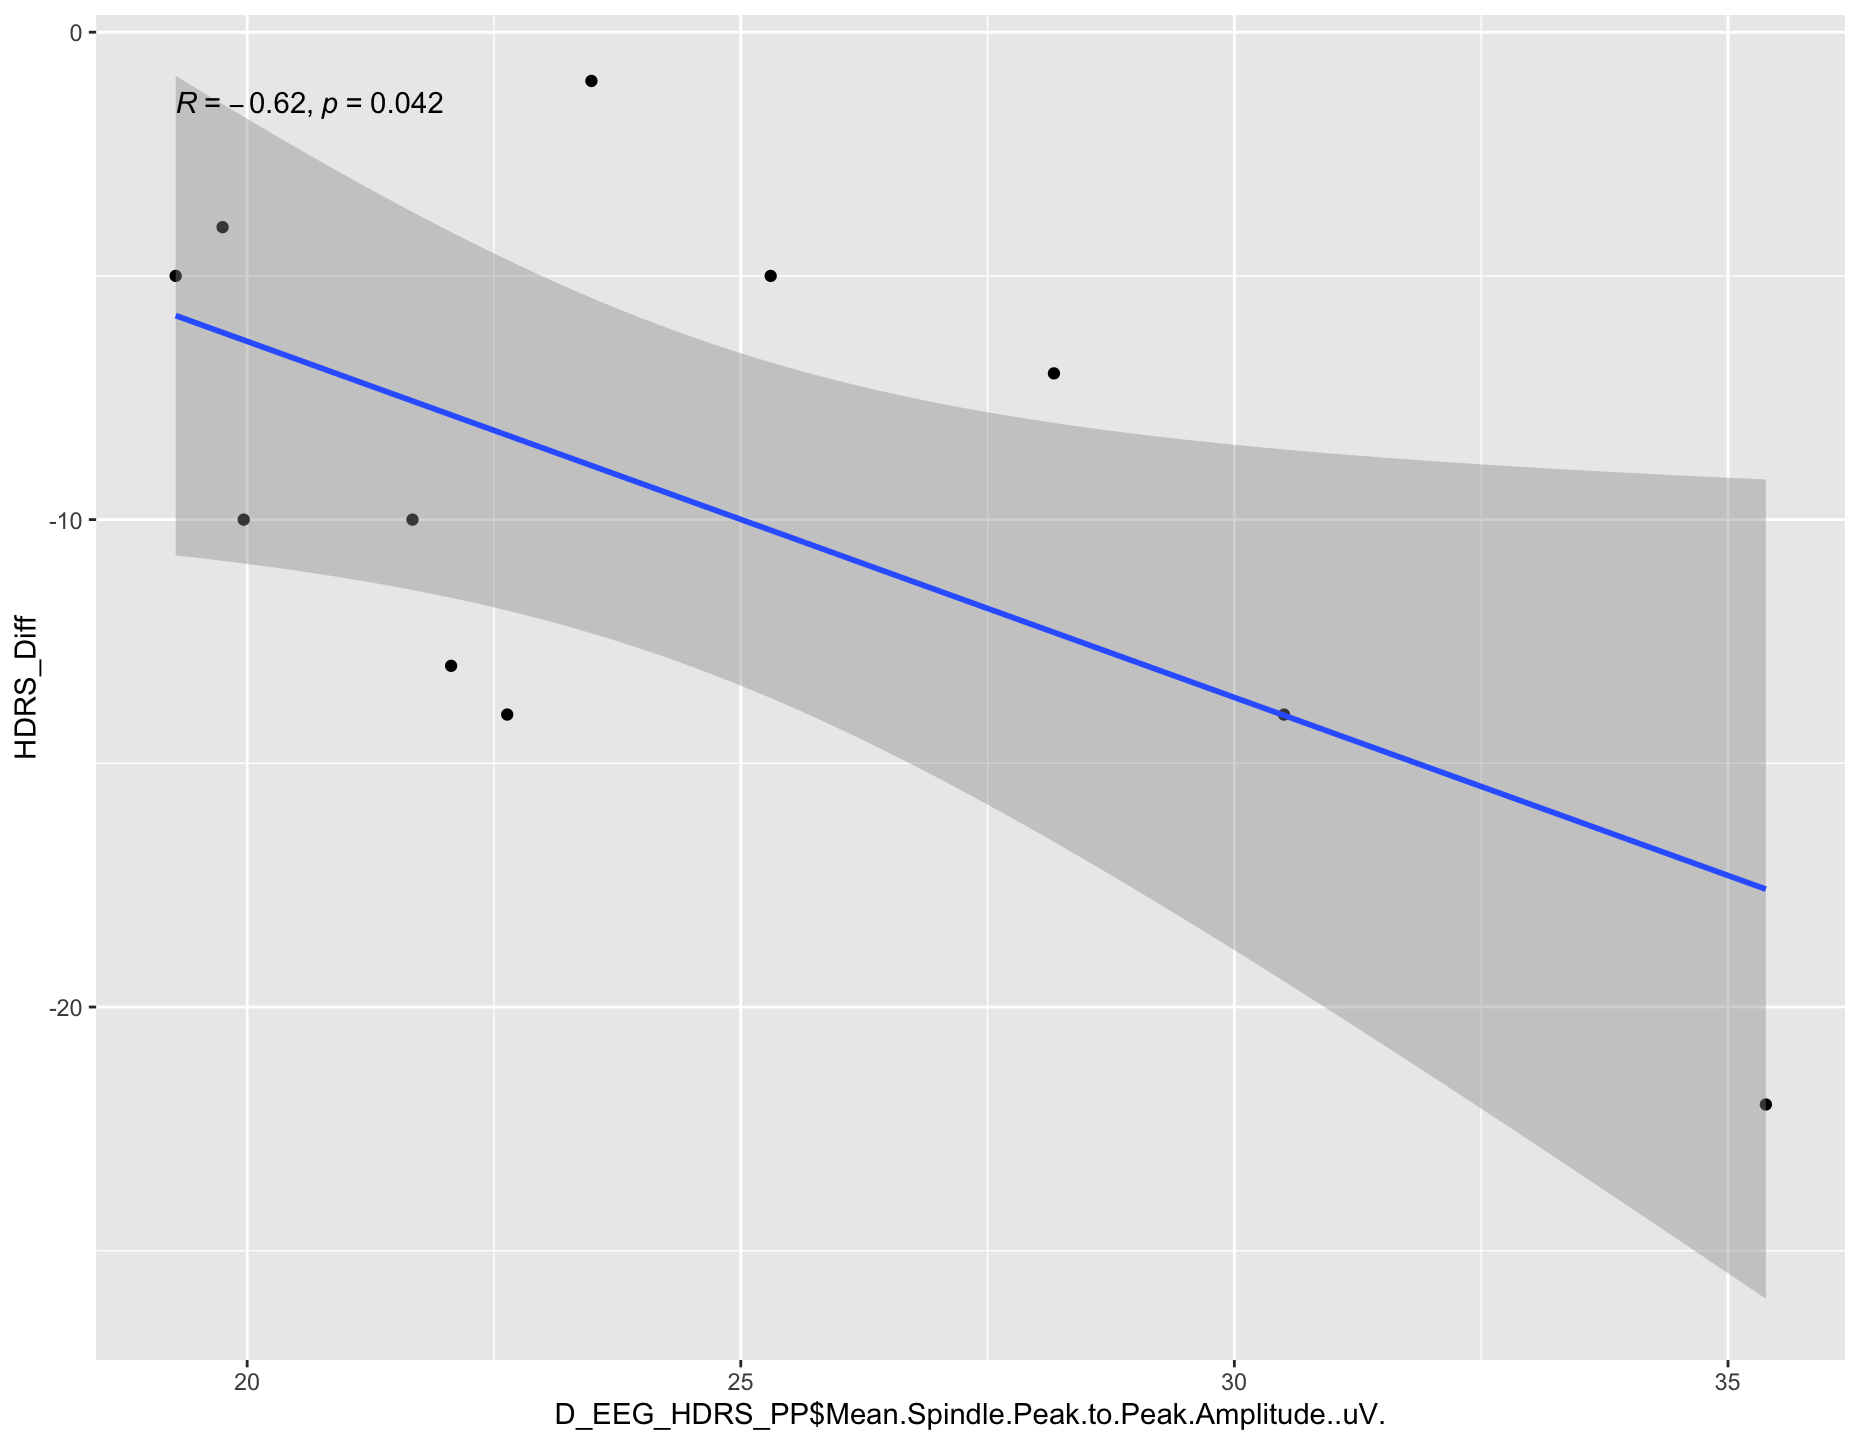 0
R = −0.62, p = 0.042
-10
HDRS_Diff
-20
20 25 30 35
D_EEG_HDRS_PP$Mean.Spindle.Peak.to.Peak.Amplitude..uV.